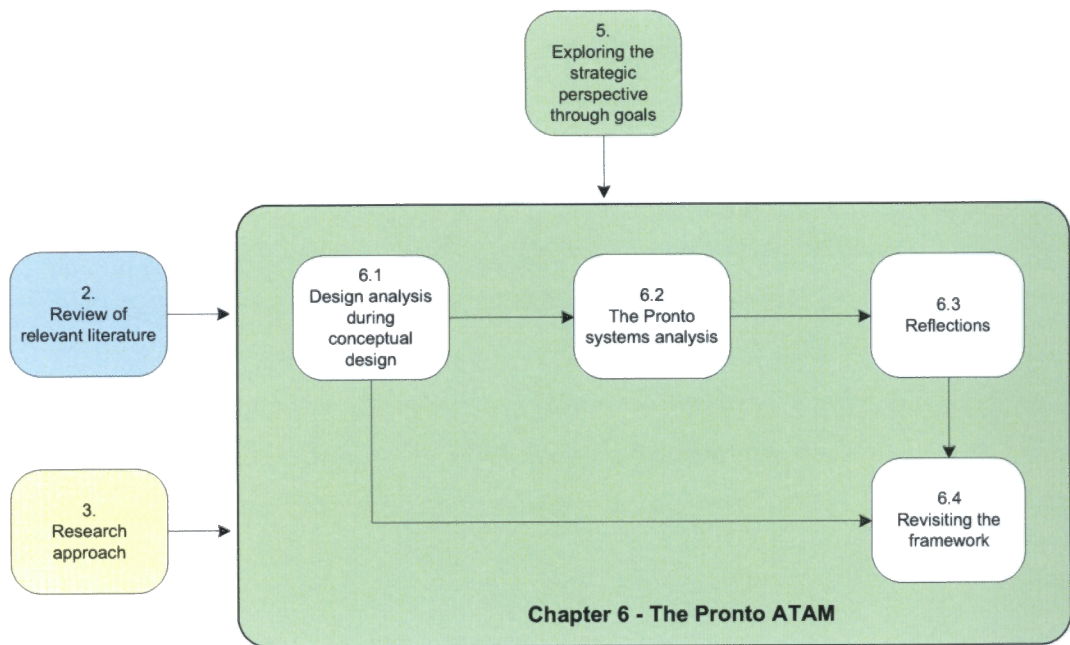 5.
Exploring the
strategic
perspective
through goals
2.
Review of
relevant literature
6.1
Design analysis
during
conceptual
design
6.2
The Pronto
systems analysis
6.3
Reflections
3.
Research
approach
6.4
Revisiting the
framework
Chapter 6 - The Pronto ATAM